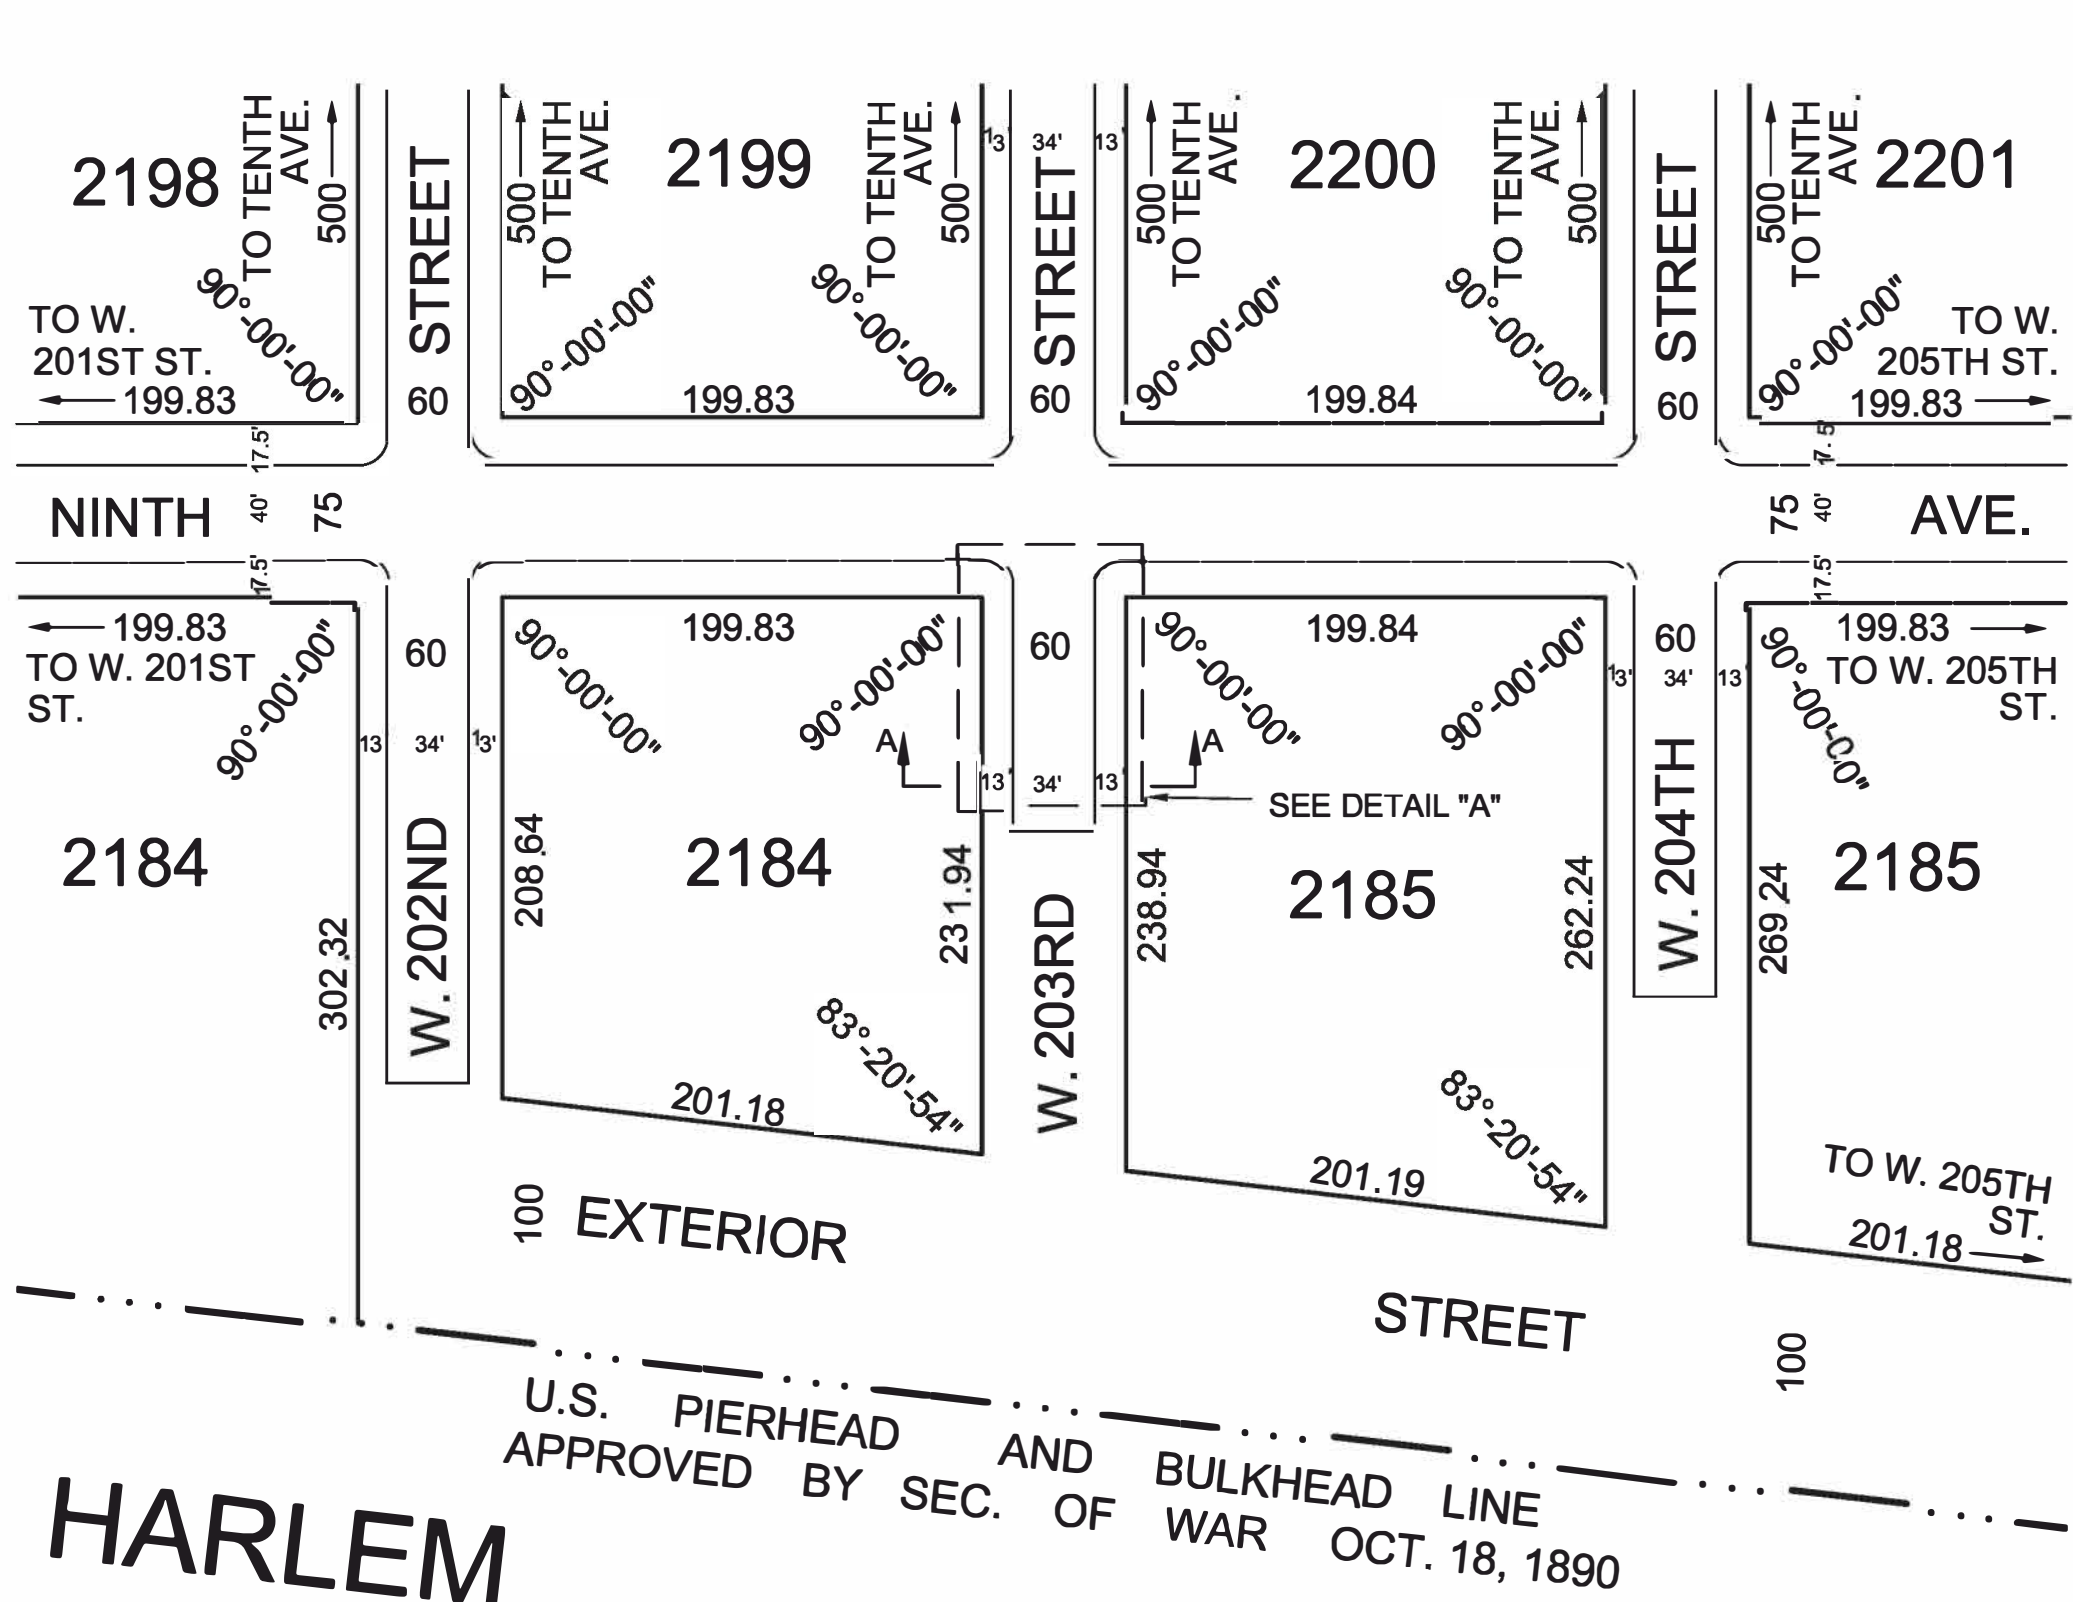 2198
TO TENTH
AVE.
500
STREET
500
TO TENTH
AVE.
2199
TO TENTH
AVE.
500
13'
34'
13'
STREET
500
TO TENTH
AVE.
2200
TO TENTH
AVE.
500
STREET
500
TO TENTH
AVE.
2201
TO W.
201ST ST.
199.83
90°-00'-00"
60
90°-00'-00"
199.83
90°-00'-00"
60
90°-00'-00"
199.84
90°-00'-00"
60
90°-00'-00"
TO W.
205TH ST.
199.83
17.5'
17.5'
NINTH
40'
75
75
40'
AVE.
17.5'
17.5'
199.83
TO W. 201ST
ST.
90°-00'-00"
60
90°-00'-00"
199.83
90°-00'-00"
60
90°-00'-00"
199.84
90°-00'-00"
60
13'
34'
13'
90°-00'-00"
199.83
TO W. 205TH
ST.
13
34'
13'
A
A
13'
34'
13'
SEE DETAIL "A"
2184
302.32
W. 202ND
208.64
2184
231.94
W. 203RD
238.94
2185
262.24
W. 204TH
269.24
2185
83°-20'-54"
201.18
83°-20'-54"
201.19
TO W. 205TH
ST.
201.18
100
EXTERIOR
STREET
100
U.S. PIERHEAD AND BULKHEAD LINE
APPROVED BY SEC. OF WAR OCT. 18, 1890
HARLEM